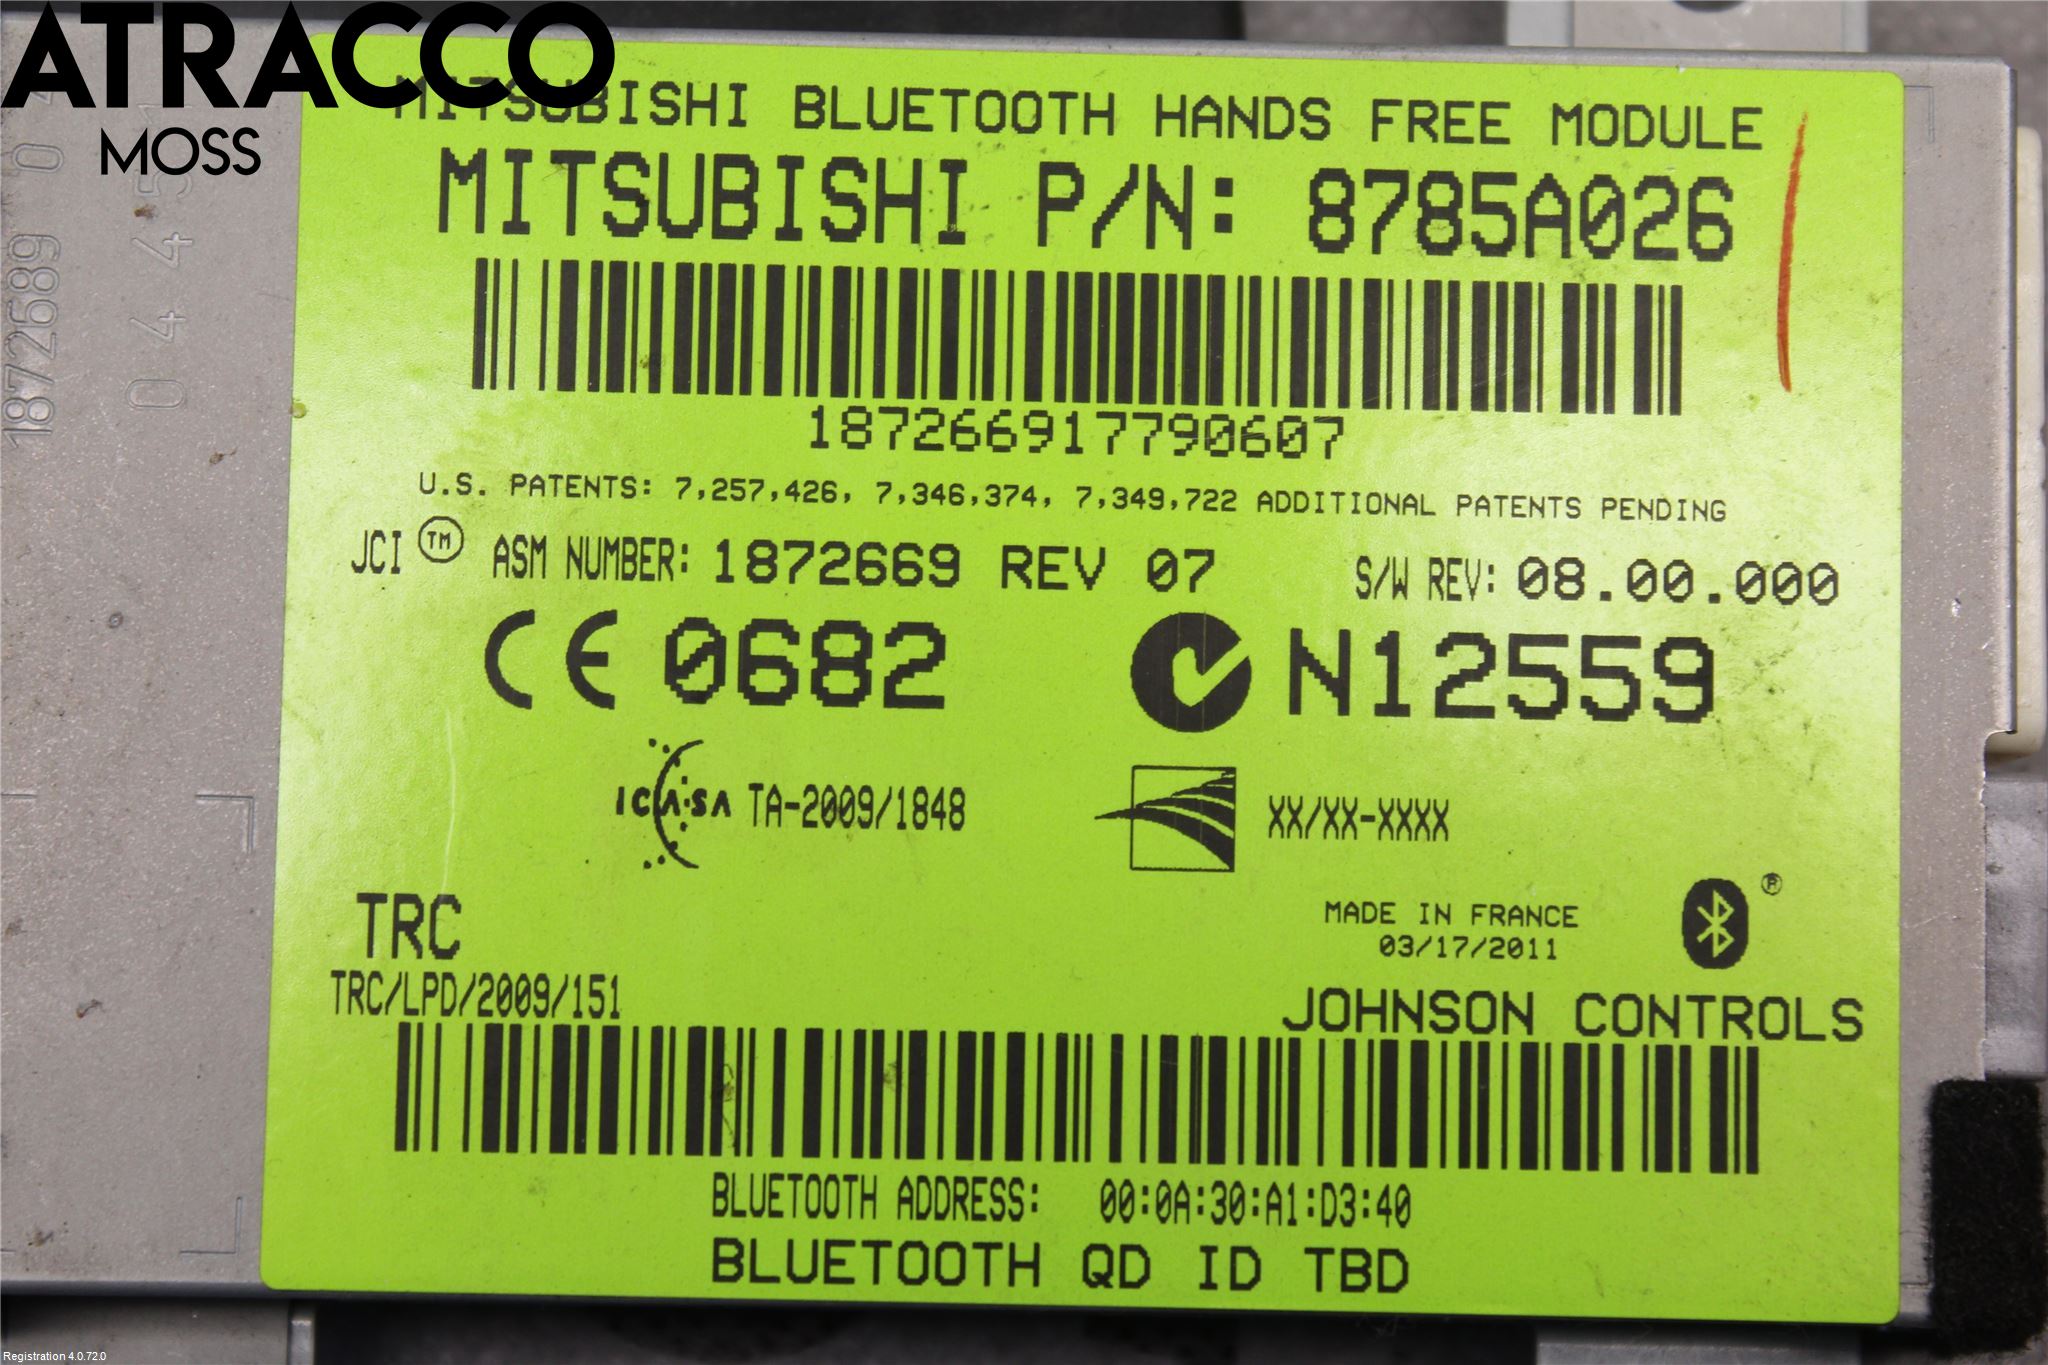 ATRACCO
MOSS
MITSUBISHI BLUETOOTH HANDS FREE MODULE
MITSUBISHI P/N: 8785A026
187266917790607
U.S. PATENTS: 7,257,426, 7,346,374, 7,349,722 ADDITIONAL PATENTS PENDING
JCI TM ASM NUMBER: 1872669 REV 07 S/W REV: 08.00.000
CE 0682 N12559
ICASA TA-2009/1848 XX/XX-XXXX
TRC
TRC/LPD/2009/151
MADE IN FRANCE
03/17/2011
JOHNSON CONTROLS
BLUETOOTH ADDRESS: 00:0A:30:A1:D3:40
BLUETOOTH QD ID TBD
1872689
Registration 4.0.72.0